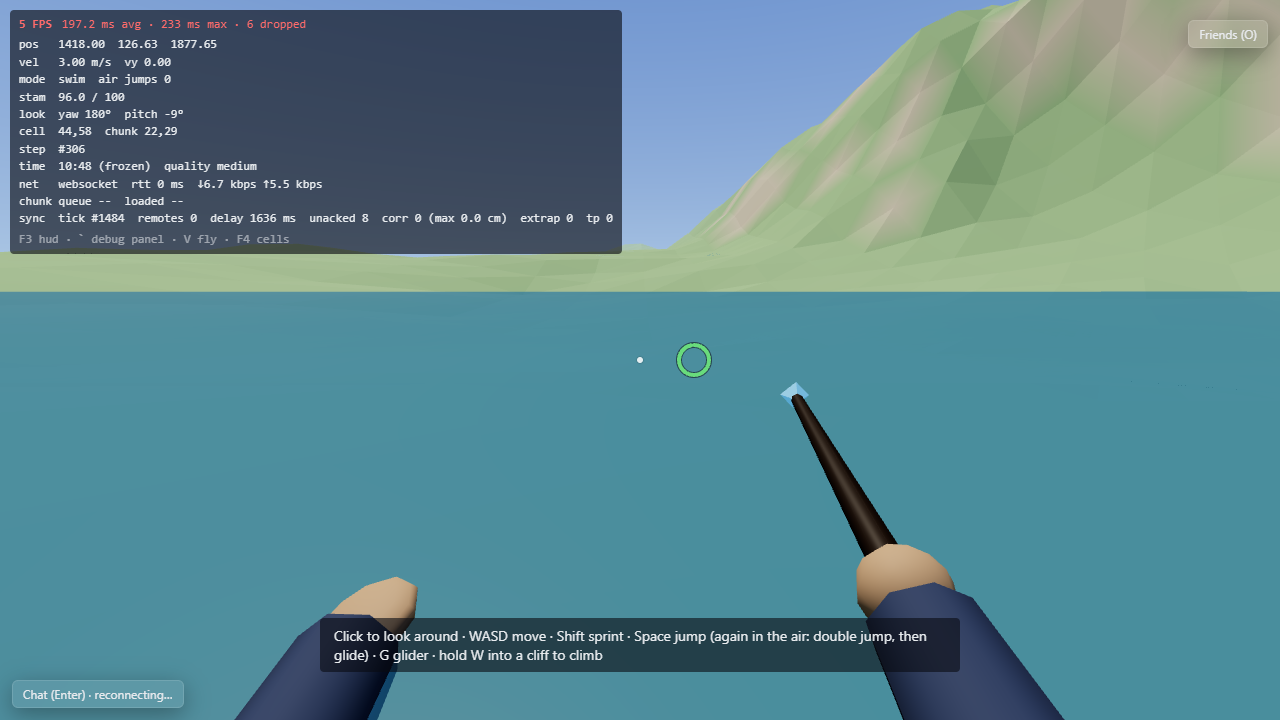 5 FPS 197.2 ms avg · 233 ms max · 6 dropped
pos 1418.00 126.63 1877.65
vel 3.00 m/s vy 0.00
mode swim air jumps 0
stam 96.0 / 100
look yaw 180° pitch -9°
cell 44,58 chunk 22,29
step #306
time 10:48 (frozen) quality medium
net websocket rtt 0 ms ↓6.7 kbps ↑5.5 kbps
chunk queue -- loaded --
sync tick #1484 remotes 0 delay 1636 ms unacked 8 corr 0 (max 0.0 cm) extrap 0 tp 0
F3 hud · ` debug panel · V fly · F4 cells
Friends (O)
Click to look around · WASD move · Shift sprint · Space jump (again in the air: double jump, then
glide) · G glider · hold W into a cliff to climb
Chat (Enter) · reconnecting...